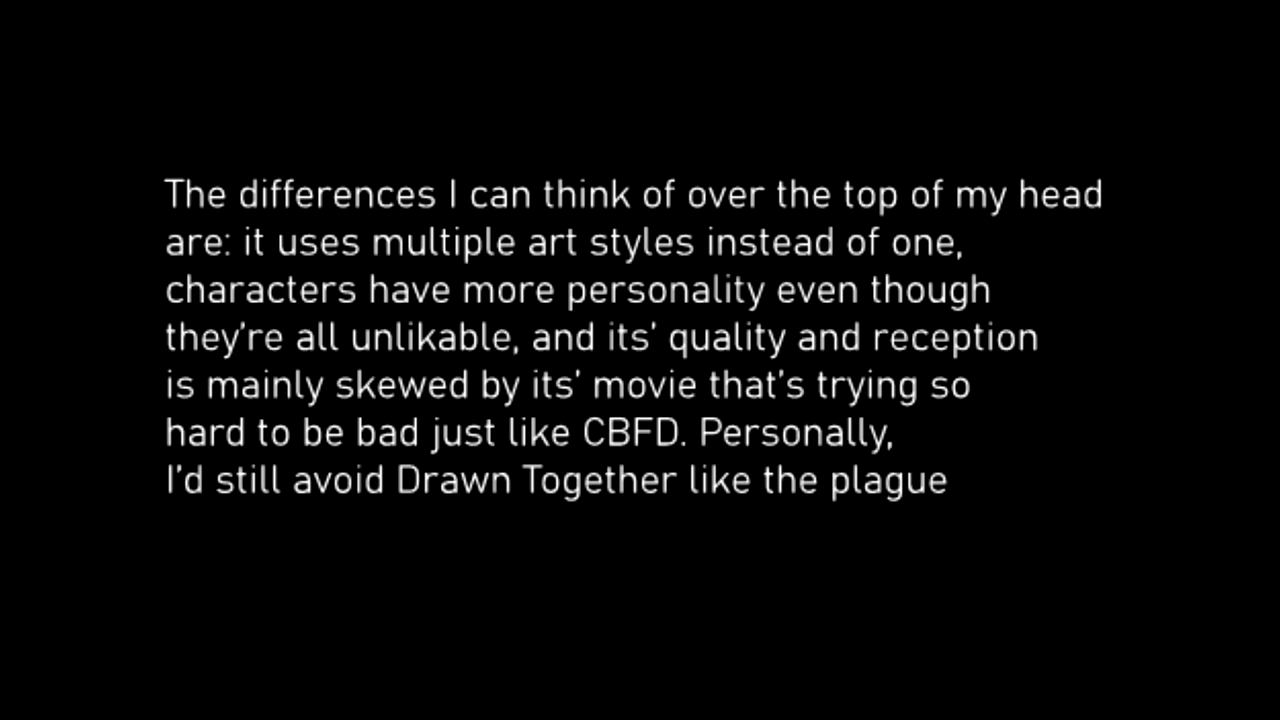 The differences I can think of over the top of my head
are: it uses multiple art styles instead of one,
characters have more personality even though
they're all unlikable, and its' quality and reception
is mainly skewed by its' movie that's trying so
hard to be bad just like CBFD. Personally,
I'd still avoid Drawn Together like the plague